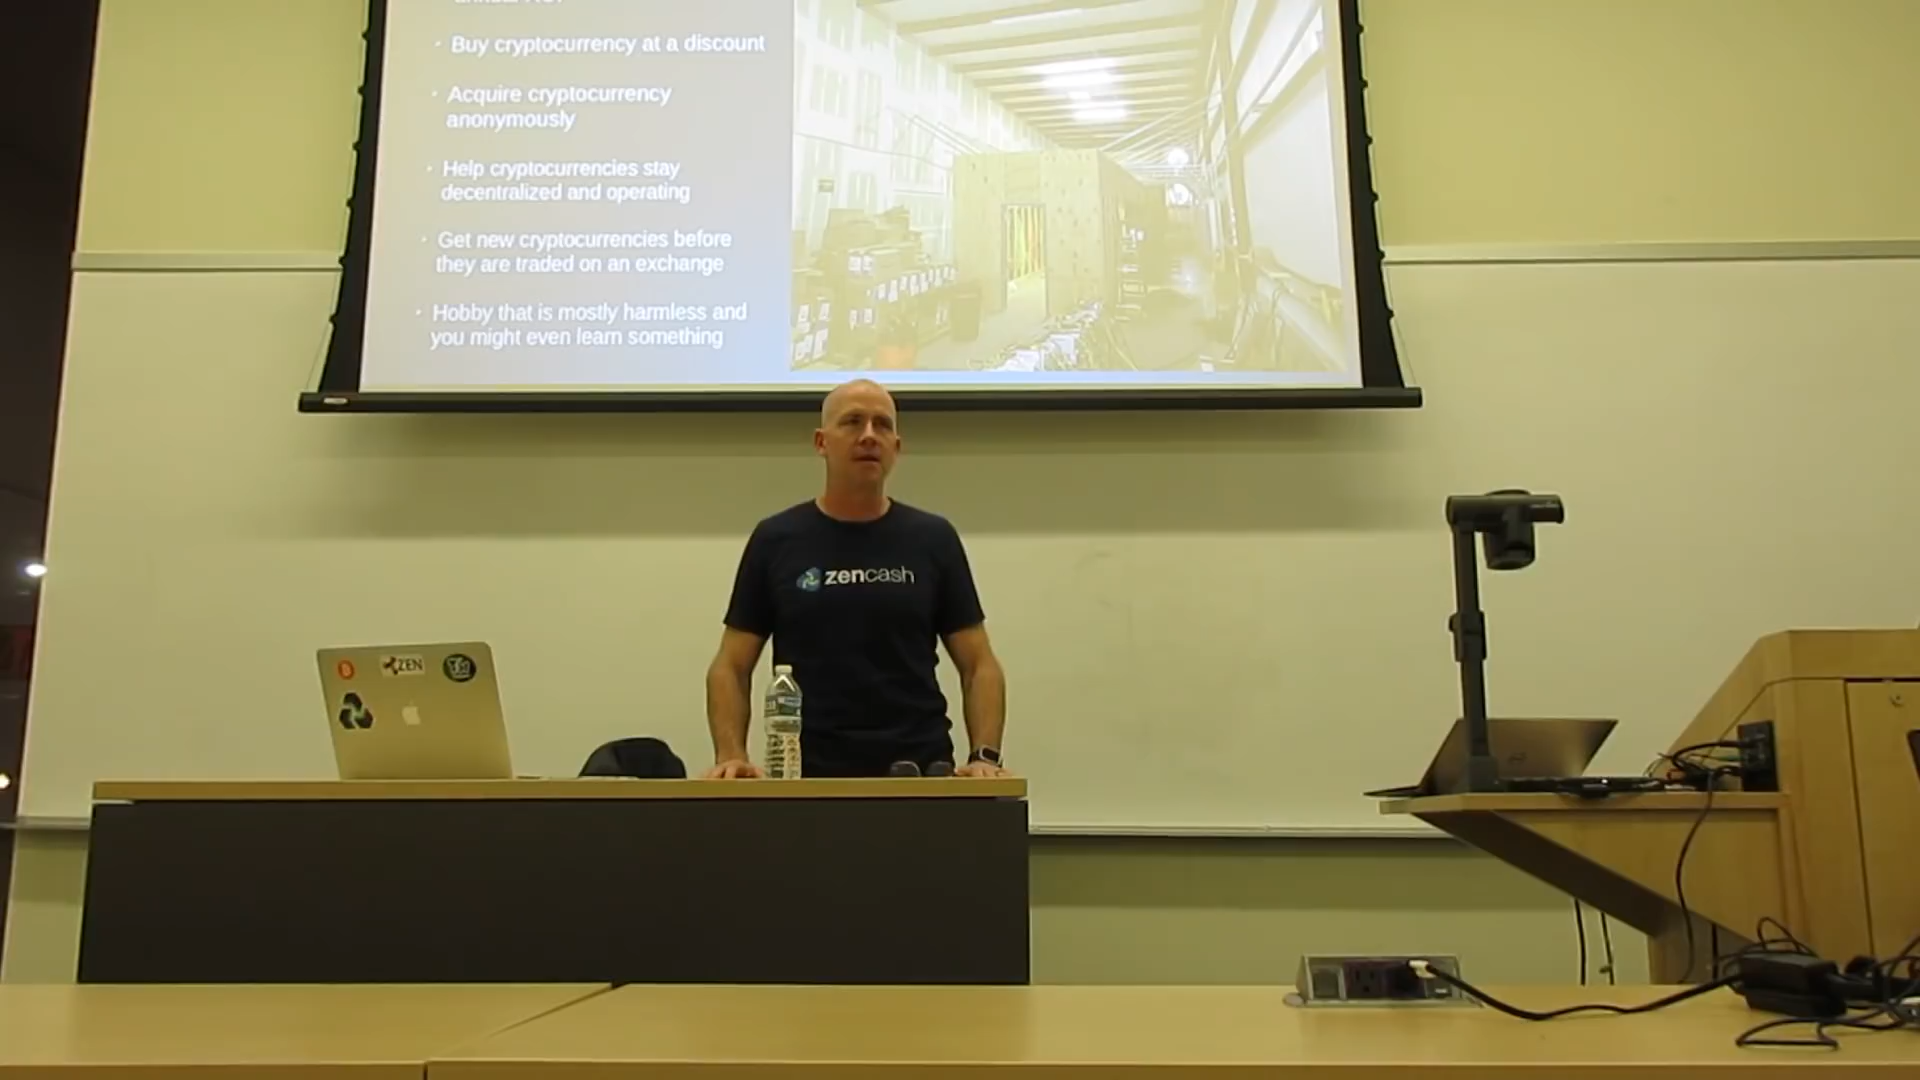 · Buy cryptocurrency at a discount
· Acquire cryptocurrency
anonymously
· Help cryptocurrencies stay
decentralized and operating
· Get new cryptocurrencies before
they are traded on an exchange
· Hobby that is mostly harmless and
you might even learn something
zencash
ZEN